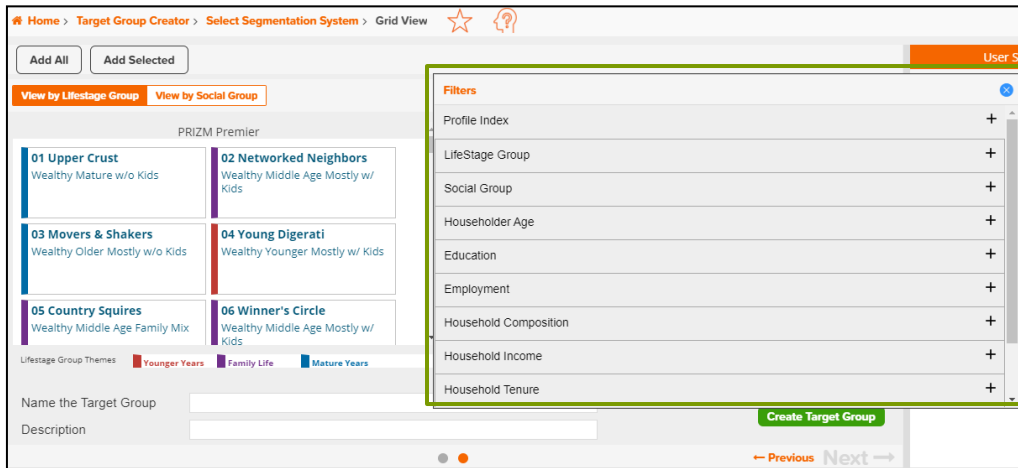 Home > Target Group Creator > Select Segmentation System > Grid View
Add All
Add Selected
User S
View by Lifestage Group
View by Social Group
PRIZM Premier
01 Upper Crust
Wealthy Mature w/o Kids
02 Networked Neighbors
Wealthy Middle Age Mostly w/
Kids
03 Movers & Shakers
Wealthy Older Mostly w/o Kids
04 Young Digerati
Wealthy Younger Mostly w/ Kids
05 Country Squires
Wealthy Middle Age Family Mix
06 Winner's Circle
Wealthy Middle Age Mostly w/
Kids
Lifestage Group Themes
Younger Years
Family Life
Mature Years
Filters
Profile Index
LifeStage Group
Social Group
Householder Age
Education
Employment
Household Composition
Household Income
Household Tenure
Name the Target Group
Description
Create Target Group
← Previous
Next →